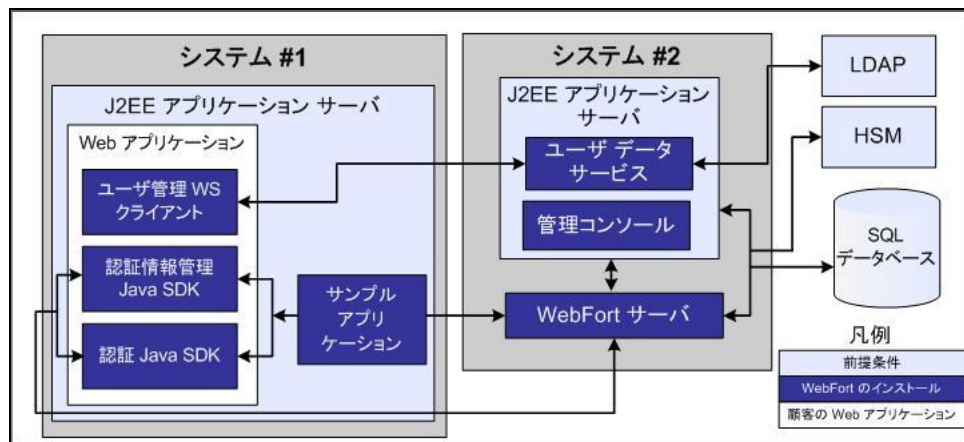 システム #1
J2EE アプリケーション サーバ
Web アプリケーション
ユーザ管理 WS
クライアント
認証情報管理
Java SDK
認証 Java SDK
サンプル
アプリ
ケーション
システム #2
J2EE アプリケーション
サーバ
ユーザ データ
サービス
管理コンソール
WebFort サーバ
LDAP
HSM
SQL
データベース
凡例
前提条件
WebFort のインストール
顧客の Web アプリケーション